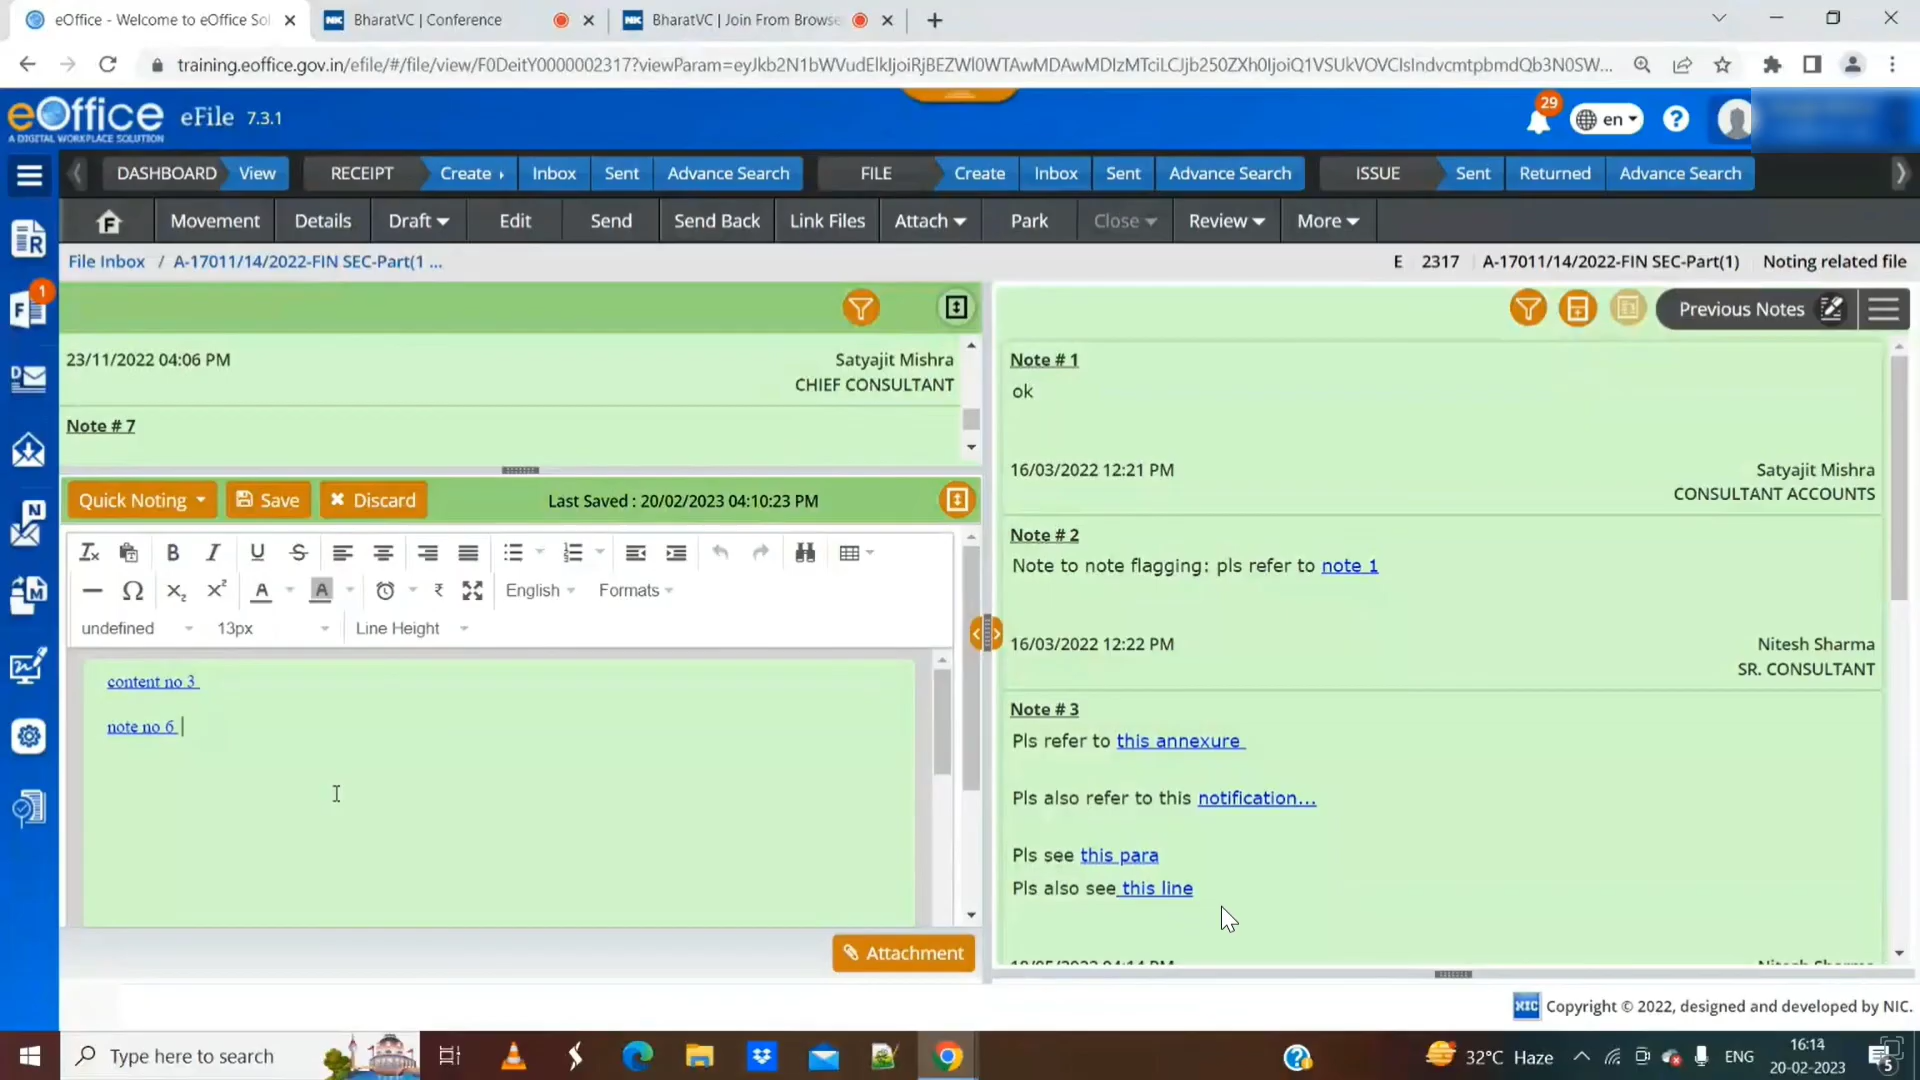 eOffice - Welcome to eOffice Sol
BharatVC | Conference
BharatVC | Join From Browse
training.eoffice.gov.in/efile/#/file/view/F0DeitY0000002317?viewParam=eyJkb2N1bWVudElkIjoiRjBEZWl0WTAwMDAwMDIzMTciLCJjb250ZXh0IjoiQ1VSUkVOVCIsIndvcmtpbmdQb3N0SW...
eOffice
A DIGITAL WORKPLACE SOLUTION
eFile 7.3.1
29
en
DASHBOARD View RECEIPT Create Inbox Sent Advance Search FILE Create Inbox Sent Advance Search ISSUE Sent Returned Advance Search
Movement Details Draft Edit Send Send Back Link Files Attach Park Close Review More
File Inbox / A-17011/14/2022-FIN SEC-Part(1 ...
E 2317 A-17011/14/2022-FIN SEC-Part(1) Noting related file
1
23/11/2022 04:06 PM
Satyajit Mishra
CHIEF CONSULTANT
Note # 7
Quick Noting Save Discard Last Saved : 20/02/2023 04:10:23 PM
English Formats
undefined 13px Line Height
content no 3
note no 6
Attachment
Previous Notes
Note # 1
ok
16/03/2022 12:21 PM
Satyajit Mishra
CONSULTANT ACCOUNTS
Note # 2
Note to note flagging: pls refer to note 1
16/03/2022 12:22 PM
Nitesh Sharma
SR. CONSULTANT
Note # 3
Pls refer to this annexure
Pls also refer to this notification...
Pls see this para
Pls also see this line
NIC
Copyright © 2022, designed and developed by NIC.
Type here to search
32°C Haze
ENG
16:14
20-02-2023
5